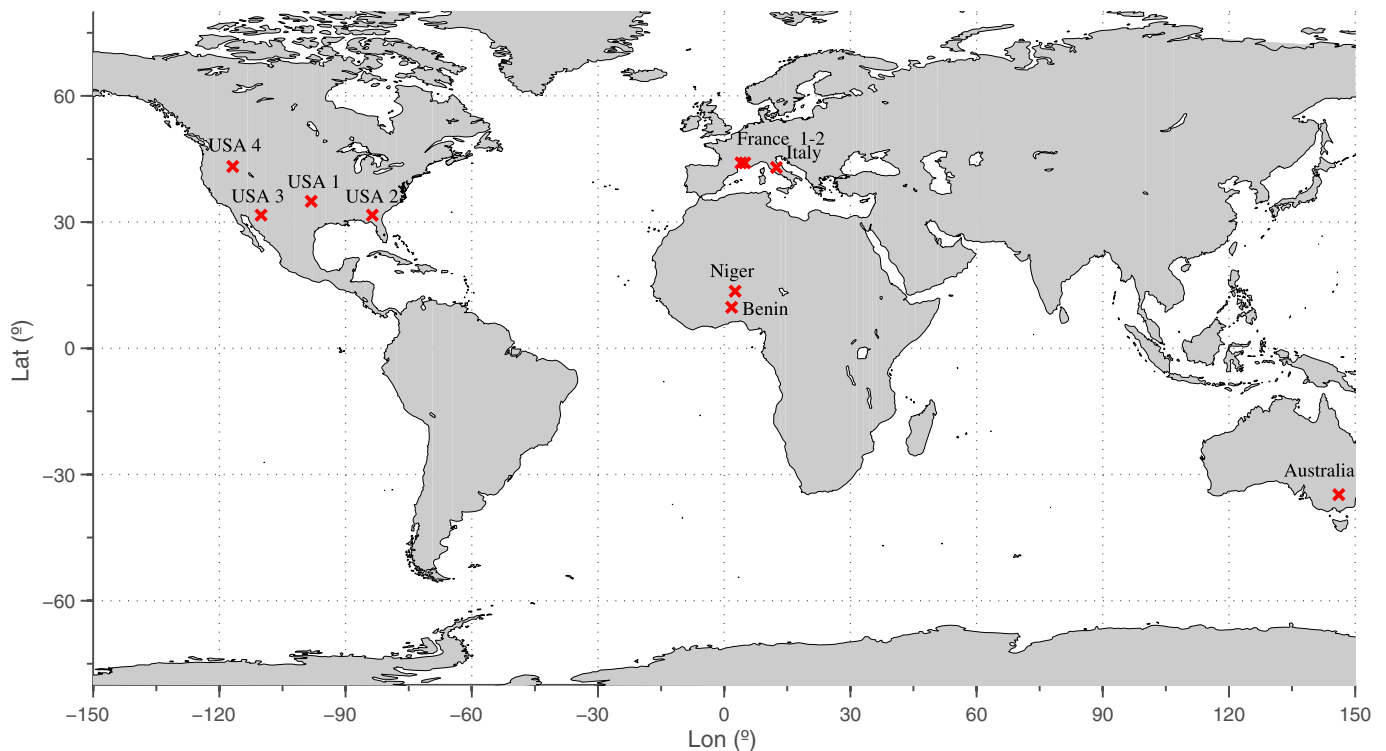 60
30
0
−30
−60
Lat (º)
USA 4
USA 3
USA 1
USA 2
France 1-2
Italy
Niger
Benin
Australia
−150
−120
−90
−60
−30
0
30
60
90
120
150
Lon (º)